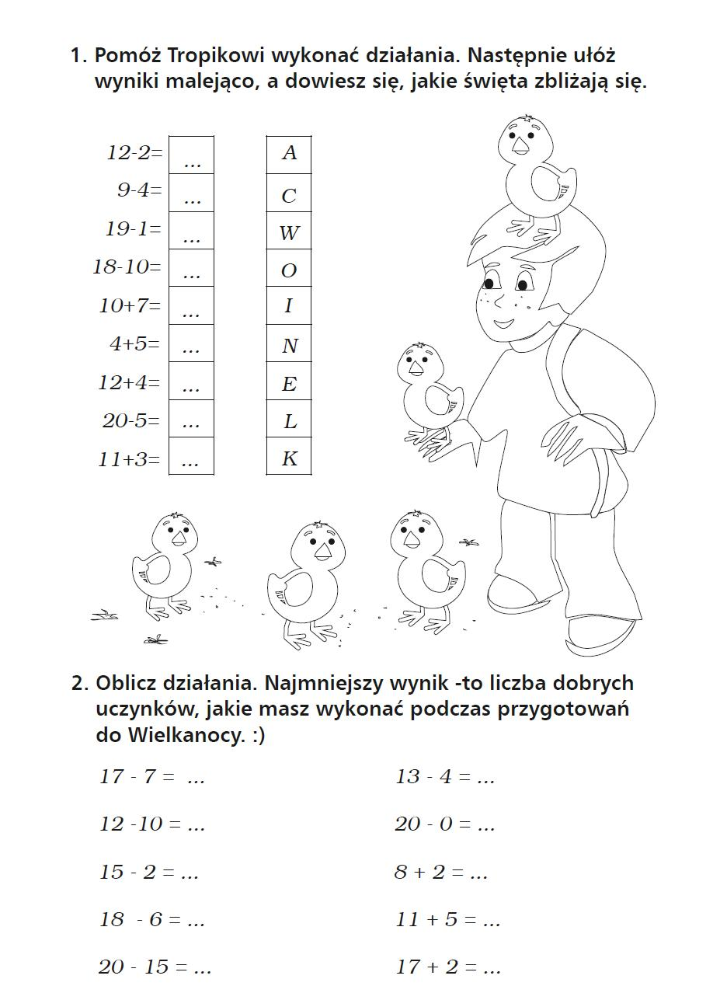 1. Pomóż Tropikowi wykonać działania. Następnie ułóż
wyniki malejąco, a dowiesz się, jakie święta zbliżają się.
12-2= ... A
9-4= ... C
19-1= ... W
18-10= ... O
10+7= ... I
4+5= ... N
12+4= ... E
20-5= ... L
11+3= ... K
2. Oblicz działania. Najmniejszy wynik -to liczba dobrych
uczynków, jakie masz wykonać podczas przygotowań
do Wielkanocy. :)
17 - 7 = ... 13 - 4 = ...
12 -10 = ... 20 - 0 = ...
15 - 2 = ... 8 + 2 = ...
18 - 6 = ... 11 + 5 = ...
20 - 15 = ... 17 + 2 = ...